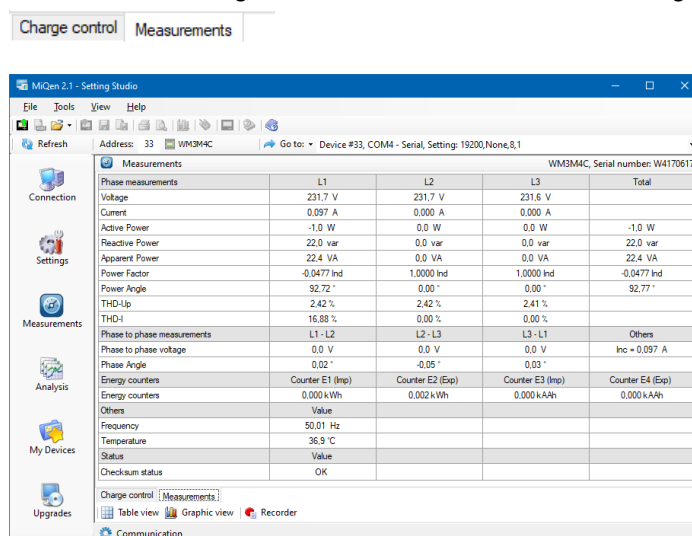 Charge control Measurements
MiQen 2.1 - Setting Studio
File Tools View Help
Refresh Address: 33 WM3M4C Go to: Device #33, COM4 - Serial, Setting: 19200,None,8,1
Measurements WM3M4C, Serial number: W4170617
Connection
Settings
Measurements
Analysis
My Devices
Upgrades
Phase measurements L1 L2 L3 Total
Voltage 231,7 V 231,7 V 231,6 V
Current 0,097 A 0,000 A 0,000 A
Active Power -1,0 W 0,0 W 0,0 W -1,0 W
Reactive Power 22,0 var 0,0 var 0,0 var 22,0 var
Apparent Power 22,4 VA 0,0 VA 0,0 VA 22,4 VA
Power Factor -0,0477 Ind 1,0000 Ind 1,0000 Ind -0,0477 Ind
Power Angle 92,72 ° 0,00 ° 0,00 ° 92,77 °
THD-Up 2,42 % 2,42 % 2,41 %
THD-I 16,88 % 0,00 % 0,00 %
Phase to phase measurements L1 - L2 L2 - L3 L3 - L1 Others
Phase to phase voltage 0,0 V 0,0 V 0,0 V Inc = 0,097 A
Phase Angle 0,02 ° -0,05 ° 0,03 °
Energy counters Counter E1 (Imp) Counter E2 (Exp) Counter E3 (Imp) Counter E4 (Exp)
Energy counters 0,000 kWh 0,002 kWh 0,000 kAAh 0,000 kAAh
Others Value
Frequency 50,01 Hz
Temperature 36,9 °C
Status Value
Checksum status OK
Charge control Measurements
Table view Graphic view Recorder
Communication